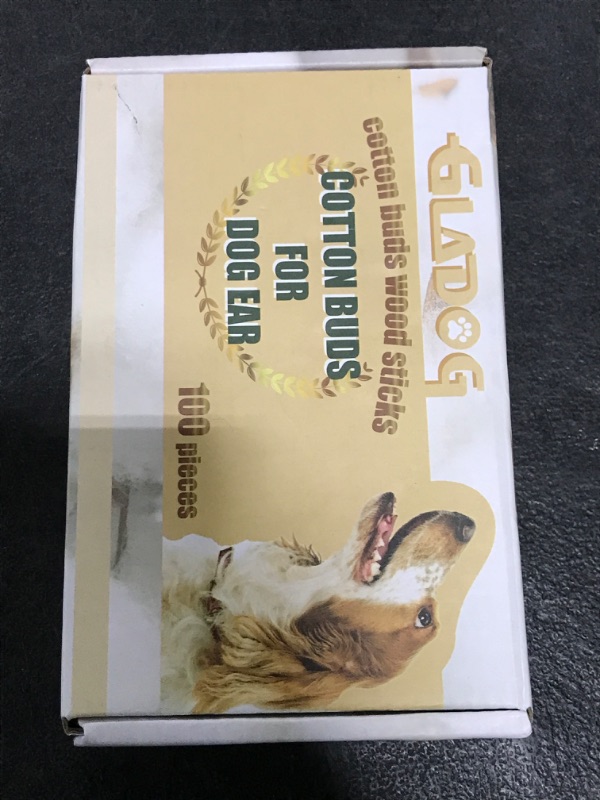 GLADOG
cotton buds wood sticks
COTTON BUDS
FOR
DOG EAR
100 pieces